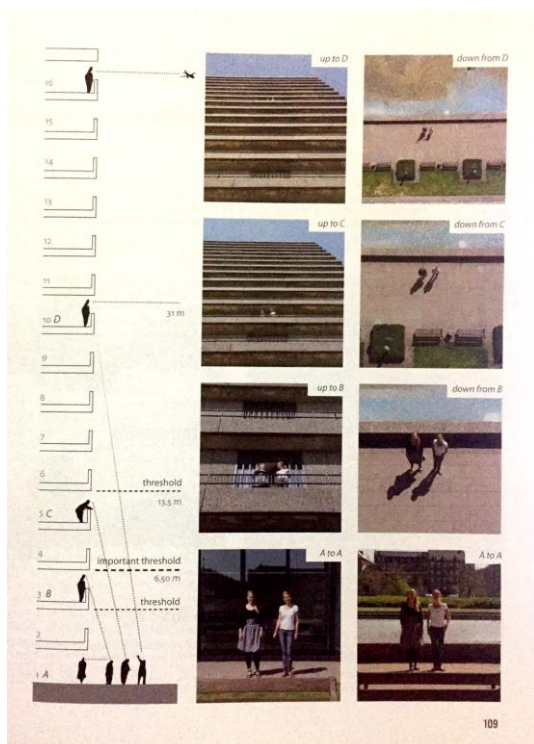 16
15
14
13
12
11
10 D
31 m
9
8
7
6
threshold
13.5 m
5 C
4
important threshold
6.50 m
3 B
threshold
2
1 A
up to D
down from D
up to C
down from C
up to B
down from B
A to A
A to A
109